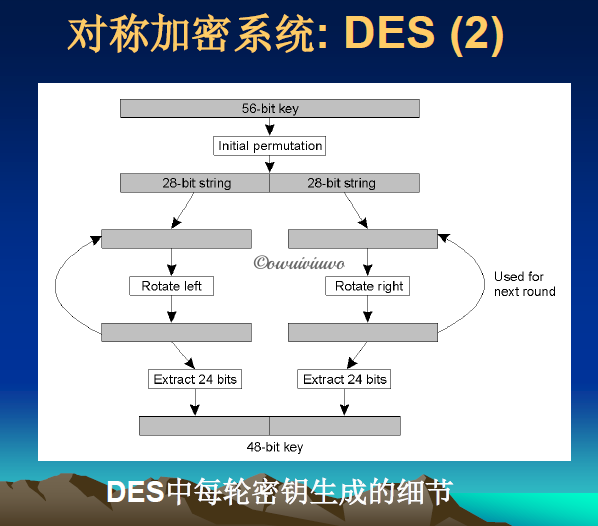 对称加密系统: DES (2)
56-bit key
Initial permutation
28-bit string 28-bit string
©owuiviuwo
Rotate left Rotate right
Used for
next round
Extract 24 bits Extract 24 bits
48-bit key
DES中每轮密钥生成的细节